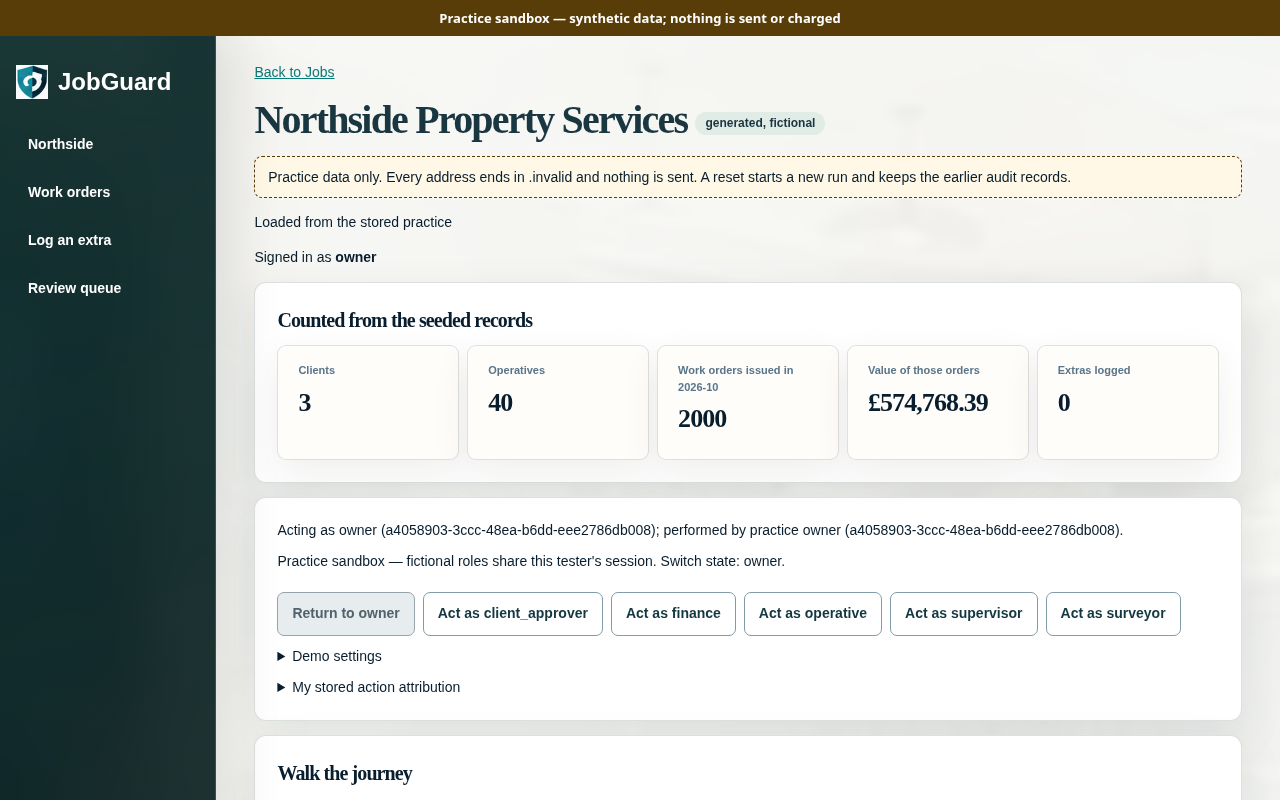 Practice sandbox — synthetic data; nothing is sent or charged
JobGuard
Northside
Work orders
Log an extra
Review queue
Back to Jobs
Northside Property Services generated, fictional
Practice data only. Every address ends in .invalid and nothing is sent. A reset starts a new run and keeps the earlier audit records.
Loaded from the stored practice
Signed in as owner
Counted from the seeded records
Clients
3
Operatives
40
Work orders issued in
2026-10
2000
Value of those orders
£574,768.39
Extras logged
0
Acting as owner (a4058903-3ccc-48ea-b6dd-eee2786db008); performed by practice owner (a4058903-3ccc-48ea-b6dd-eee2786db008).
Practice sandbox — fictional roles share this tester's session. Switch state: owner.
Return to owner
Act as client_approver
Act as finance
Act as operative
Act as supervisor
Act as surveyor
Demo settings
My stored action attribution
Walk the journey